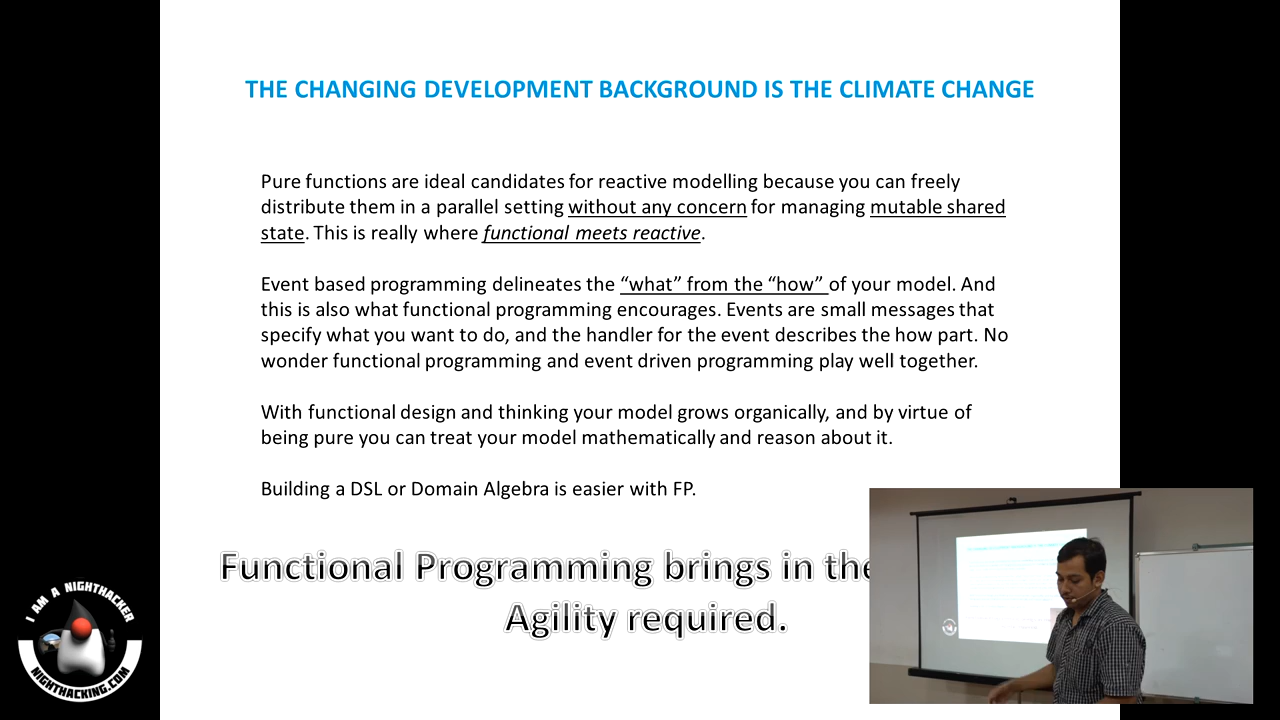 THE CHANGING DEVELOPMENT BACKGROUND IS THE CLIMATE CHANGE
Pure functions are ideal candidates for reactive modelling because you can freely
distribute them in a parallel setting without any concern for managing mutable shared
state. This is really where functional meets reactive.
Event based programming delineates the “what” from the “how” of your model. And
this is also what functional programming encourages. Events are small messages that
specify what you want to do, and the handler for the event describes the how part. No
wonder functional programming and event driven programming play well together.
With functional design and thinking your model grows organically, and by virtue of
being pure you can treat your model mathematically and reason about it.
Building a DSL or Domain Algebra is easier with FP.
Functional Programming brings in the
Agility required.
I AM A NIGHTHACKER
NIGHTHACKING.COM